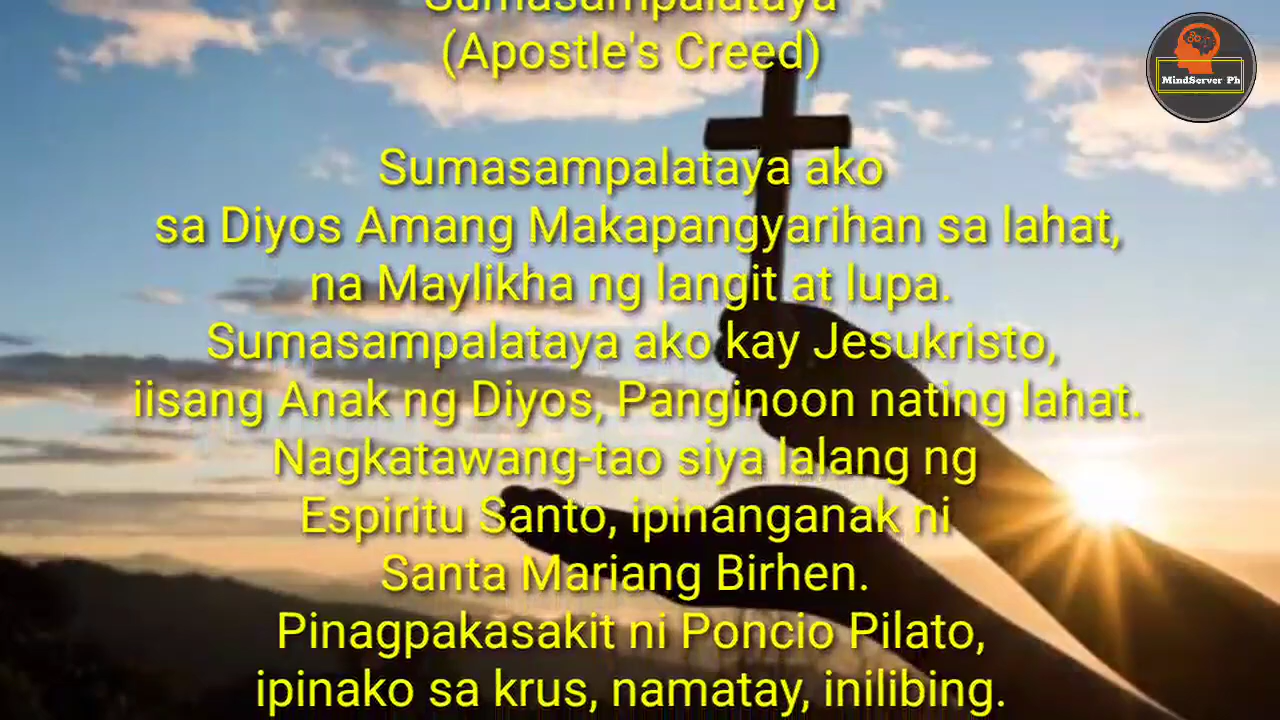 Sumasampalataya
(Apostle's Creed)
MindServer Ph
Sumasampalataya ako
sa Diyos Amang Makapangyarihan sa lahat,
na Maylikha ng langit at lupa.
Sumasampalataya ako kay Jesukristo,
iisang Anak ng Diyos, Panginoon nating lahat.
Nagkatawang-tao siya lalang ng
Espiritu Santo, ipinanganak ni
Santa Mariang Birhen.
Pinagpakasakit ni Poncio Pilato,
ipinako sa krus, namatay, inilibing.